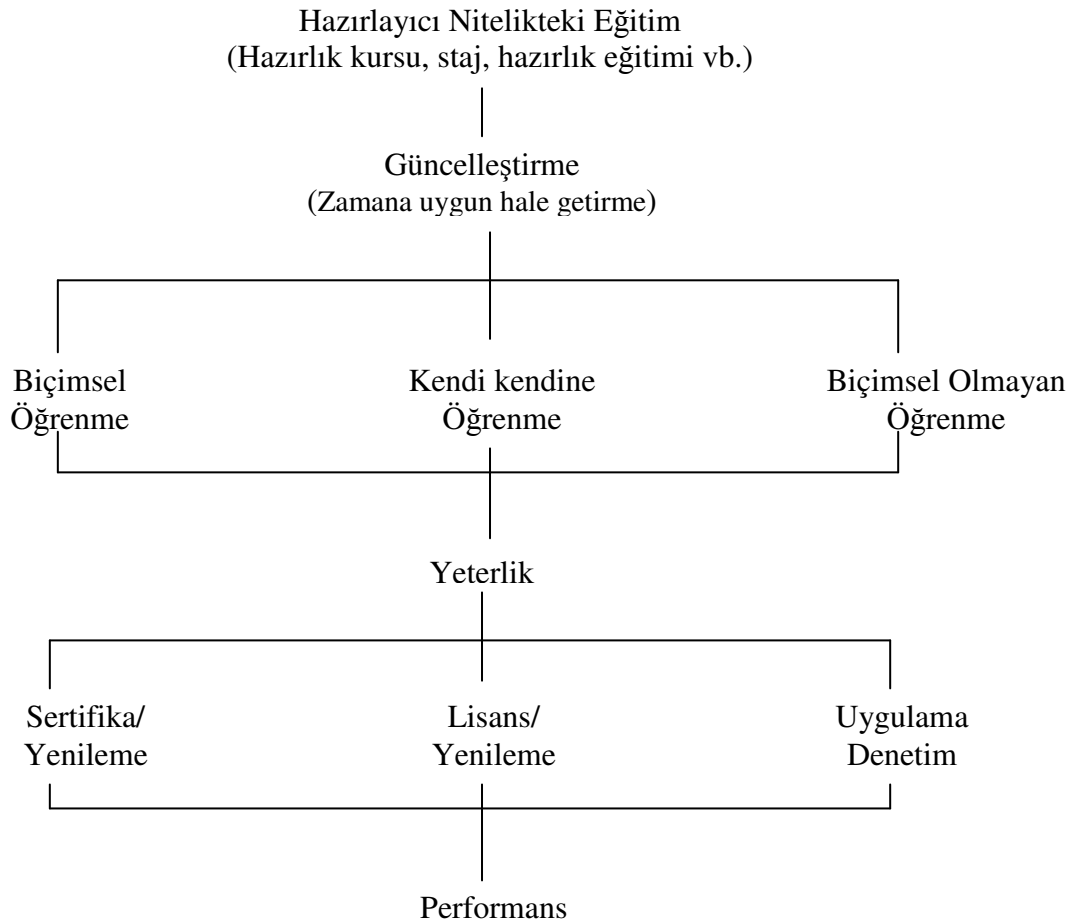 Hazırlayıcı Nitelikteki Eğitim
(Hazırlık kursu, staj, hazırlık eğitimi vb.)
Güncelleştirme
(Zamana uygun hale getirme)
Biçimsel
Öğrenme
Kendi kendine
Öğrenme
Biçimsel Olmayan
Öğrenme
Yeterlik
Sertifika/
Yenileme
Lisans/
Yenileme
Uygulama
Denetim
Performans